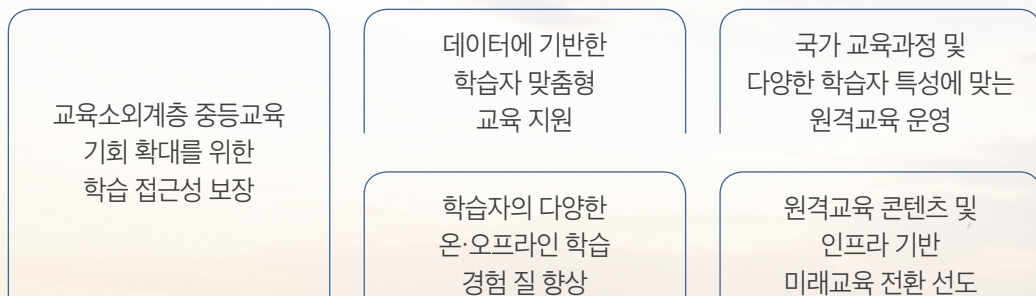 교육소외계층 중등교육
기회 확대를 위한
학습 접근성 보장
데이터에 기반한
학습자 맞춤형
교육 지원
국가 교육과정 및
다양한 학습자 특성에 맞는
원격교육 운영
학습자의 다양한
온·오프라인 학습
경험 질 향상
원격교육 콘텐츠 및
인프라 기반
미래교육 전환 선도